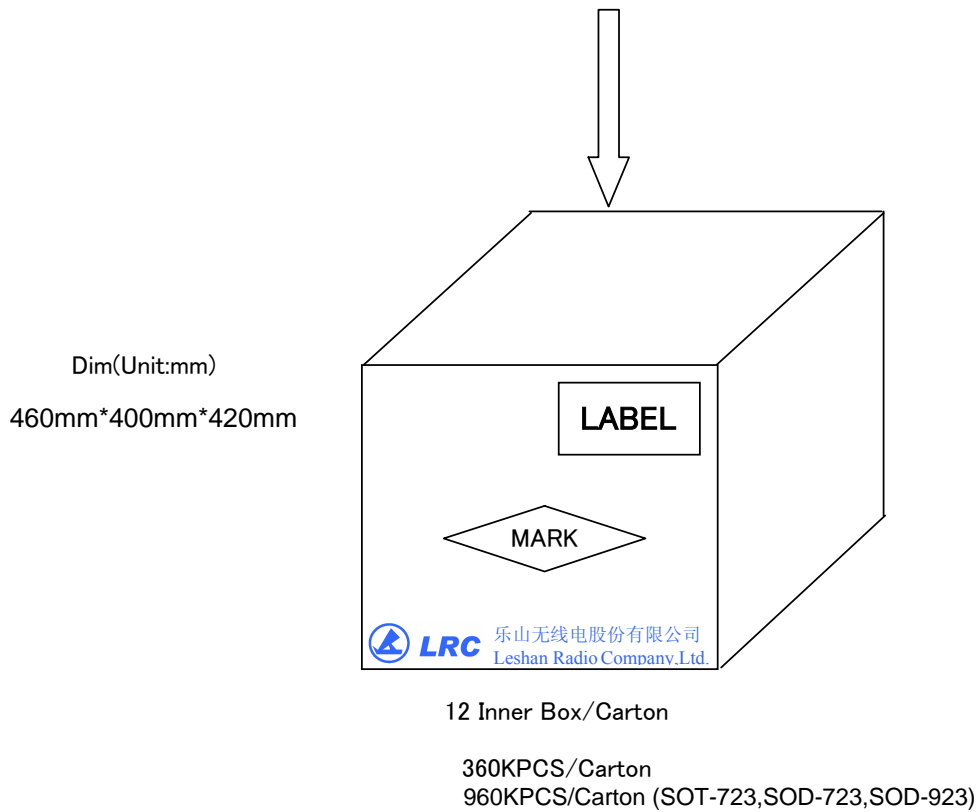 Dim(Unit:mm)
460mm*400mm*420mm
LABEL
MARK
LRC 乐山无线电股份有限公司
Leshan Radio Company,Ltd.
12 Inner Box/Carton
360KPCS/Carton
960KPCS/Carton (SOT-723,SOD-723,SOD-923)